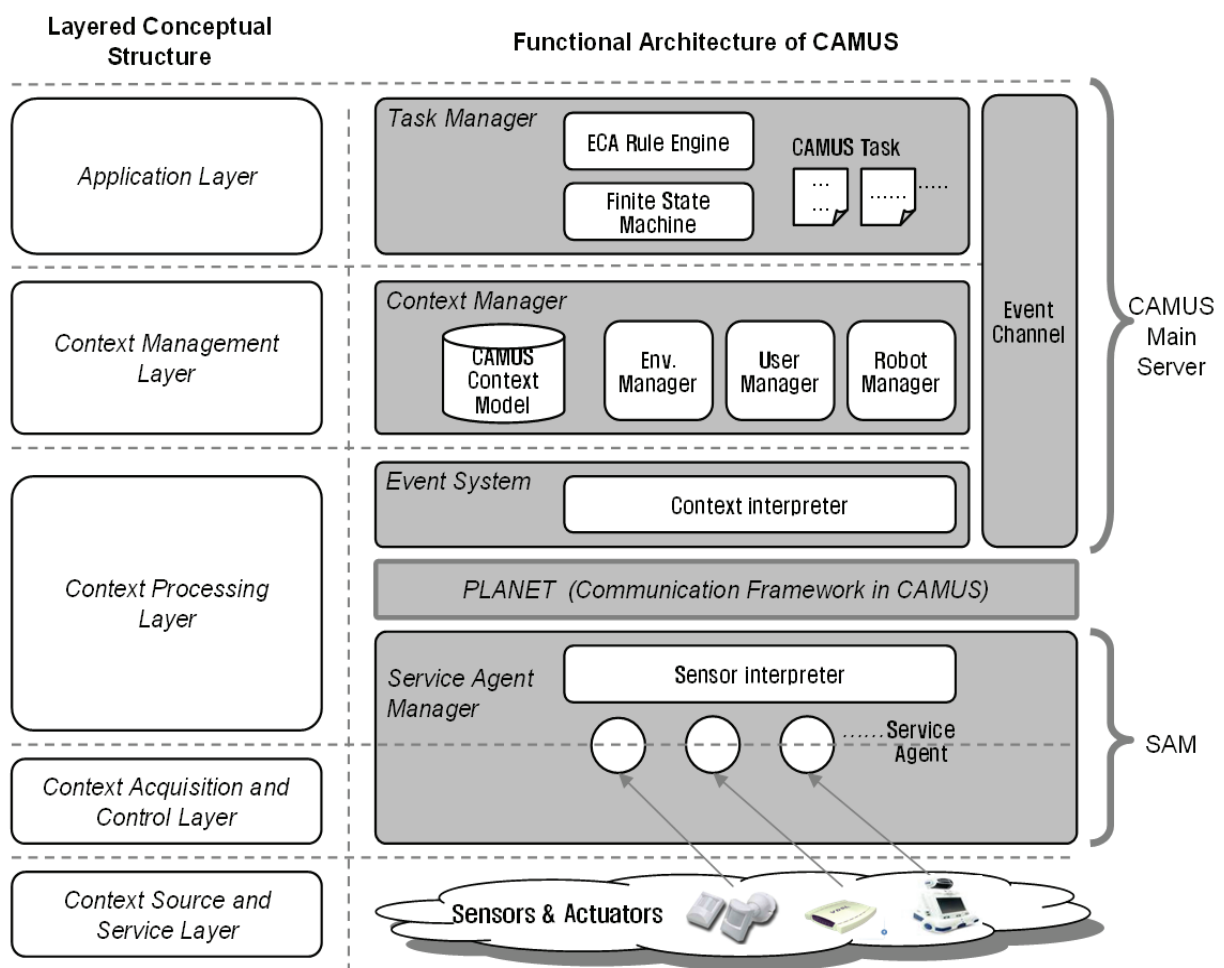 Layered Conceptual
Structure
Functional Architecture of CAMUS
Application Layer
Task Manager
ECA Rule Engine
Finite State
Machine
CAMUS Task
...
...
......
.....
Context Management
Layer
Context Manager
CAMUS
Context
Model
Env.
Manager
User
Manager
Robot
Manager
Event
Channel
CAMUS
Main
Server
Context Processing
Layer
Event System
Context interpreter
PLANET (Communication Framework in CAMUS)
Service Agent
Manager
Sensor interpreter
......Service
Agent
SAM
Context Acquisition and
Control Layer
Context Source and
Service Layer
Sensors & Actuators